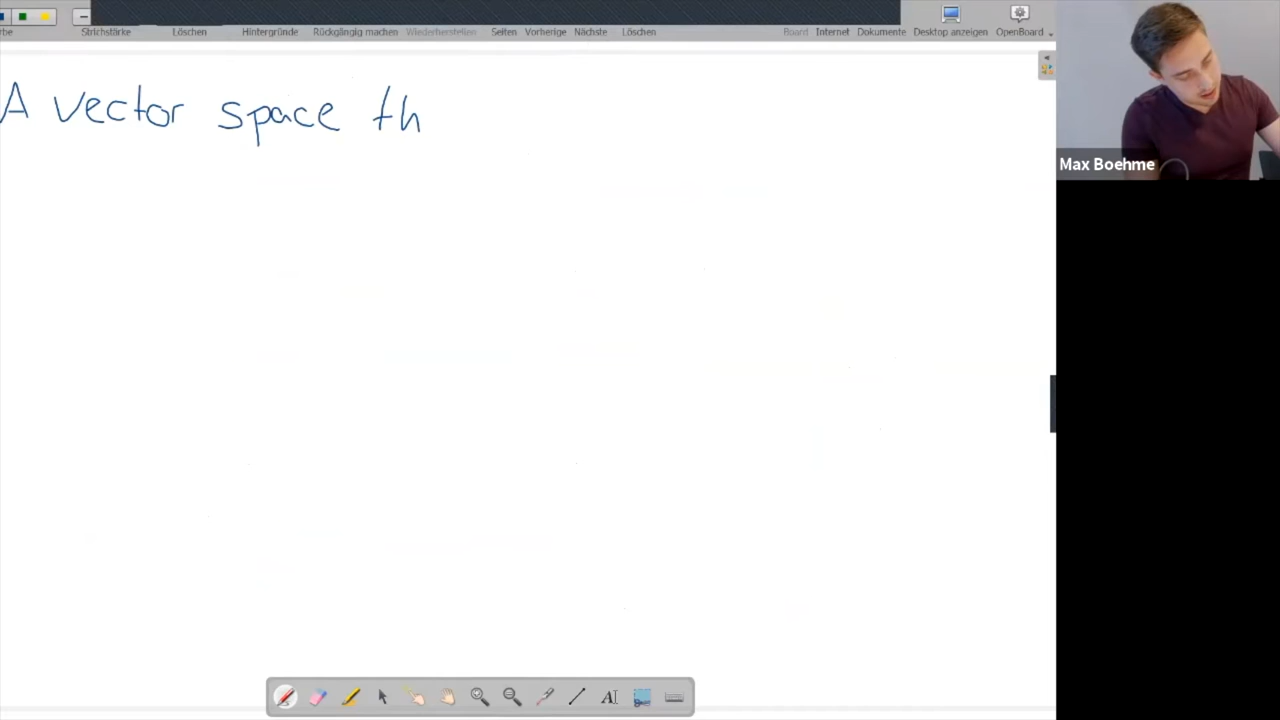 rbe Strichstärke Löschen Hintergründe Rückgängig machen Wiederherstellen Seiten Vorherige Nächste Löschen Board Internet Dokumente Desktop anzeigen OpenBoard
A vector space th
Max Boehme